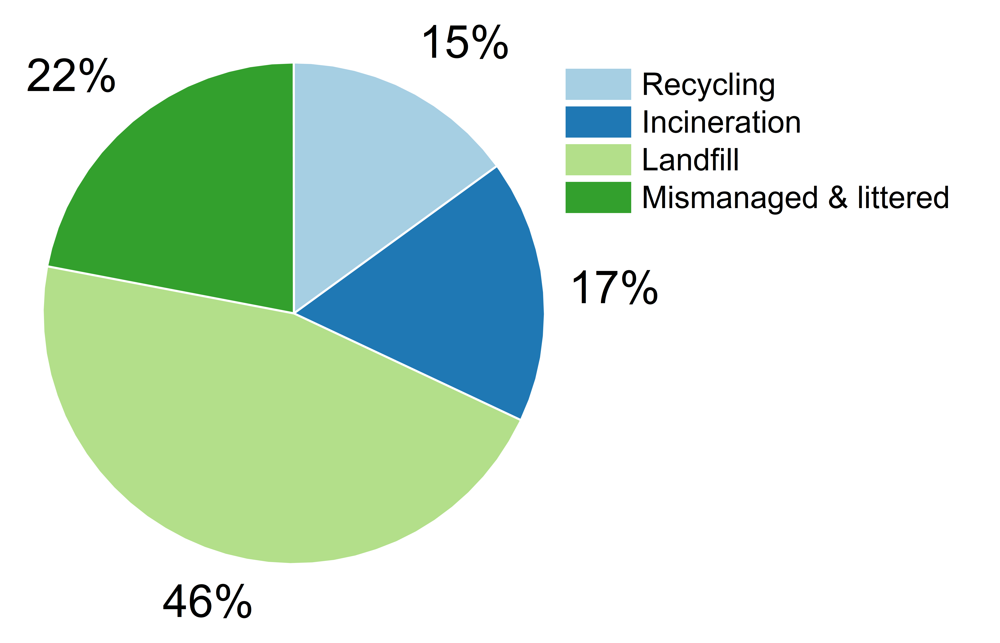 15%
22%
Recycling
Incineration
Landfill
Mismanaged & littered
17%
46%